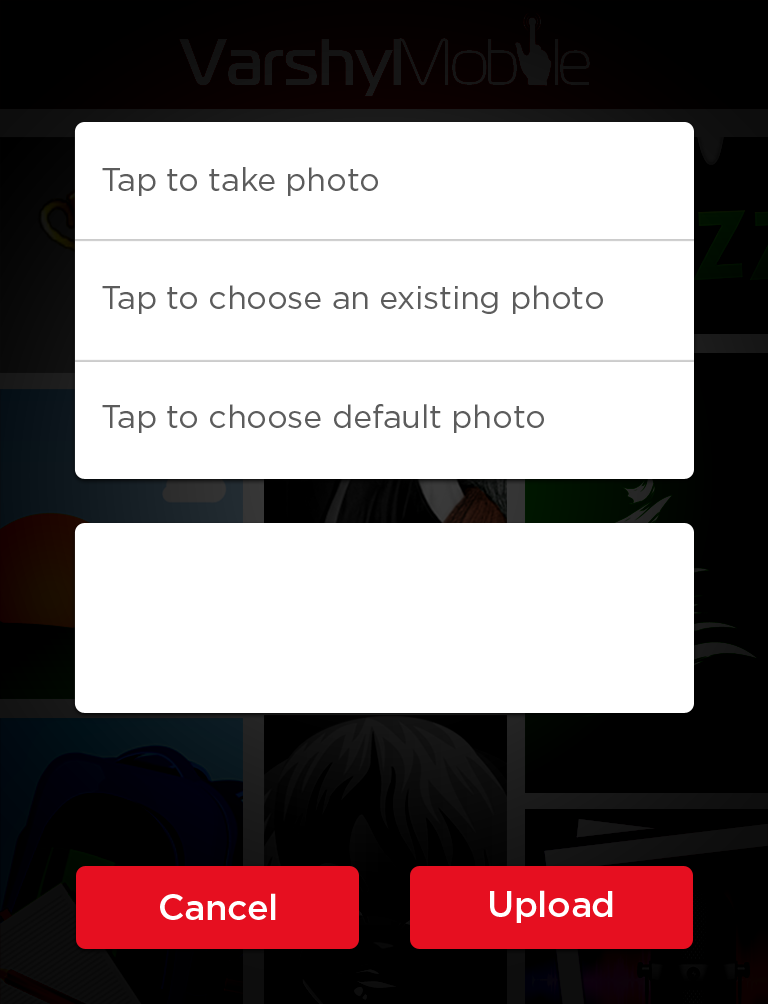 VarshylMobile
Tap to take photo
Tap to choose an existing photo
Tap to choose default photo
Cancel
Upload